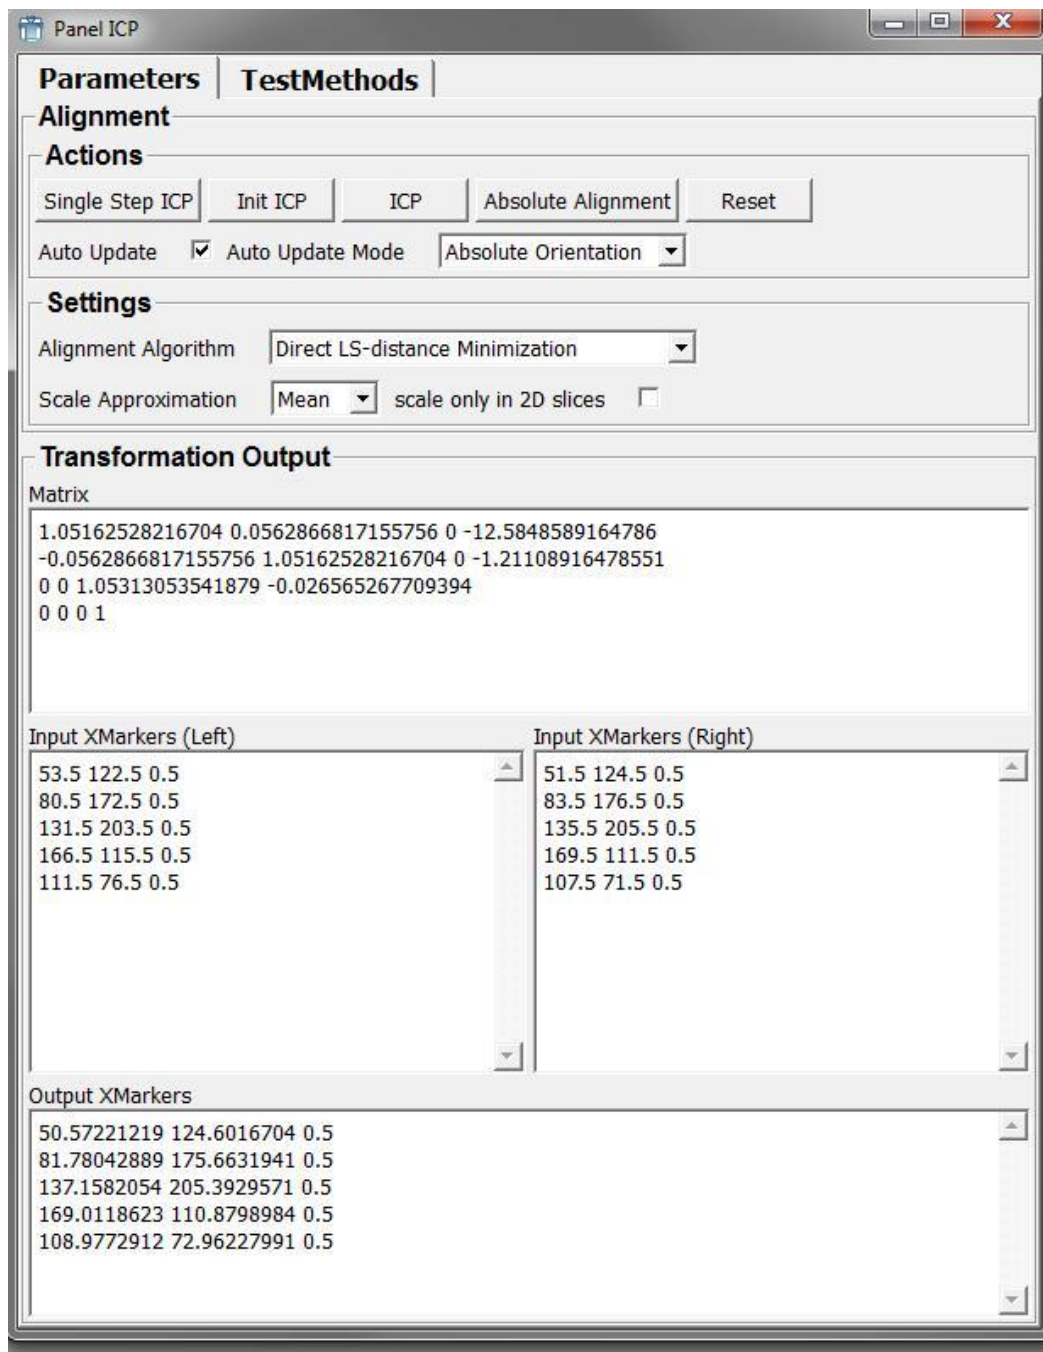 Panel ICP
Parameters TestMethods
Alignment
Actions
Single Step ICP Init ICP ICP Absolute Alignment Reset
Auto Update Auto Update Mode Absolute Orientation
Settings
Alignment Algorithm Direct LS-distance Minimization
Scale Approximation Mean scale only in 2D slices
Transformation Output
Matrix
1.05162528216704 0.0562866817155756 0 -12.5848589164786
-0.0562866817155756 1.05162528216704 0 -1.21108916478551
0 0 1.05313053541879 -0.026565267709394
0 0 0 1
Input XMarkers (Left) Input XMarkers (Right)
53.5 122.5 0.5 51.5 124.5 0.5
80.5 172.5 0.5 83.5 176.5 0.5
131.5 203.5 0.5 135.5 205.5 0.5
166.5 115.5 0.5 169.5 111.5 0.5
111.5 76.5 0.5 107.5 71.5 0.5
Output XMarkers
50.57221219 124.6016704 0.5
81.78042889 175.6631941 0.5
137.1582054 205.3929571 0.5
169.0118623 110.8798984 0.5
108.9772912 72.96227991 0.5